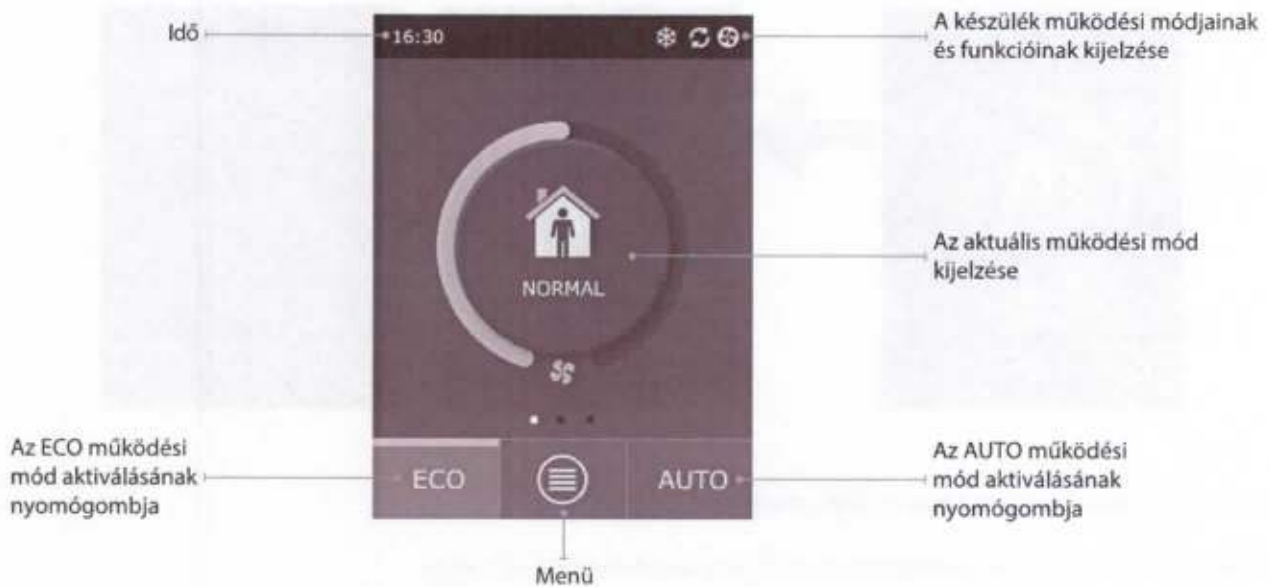 Idő
16:30
A készülék működési módjainak
és funkcióinak kijelzése
NORMAL
Az aktuális működési mód
kijelzése
Az ECO működési
mód aktiválásának
nyomógombja
ECO
AUTO
Az AUTO működési
mód aktiválásának
nyomógombja
Menü